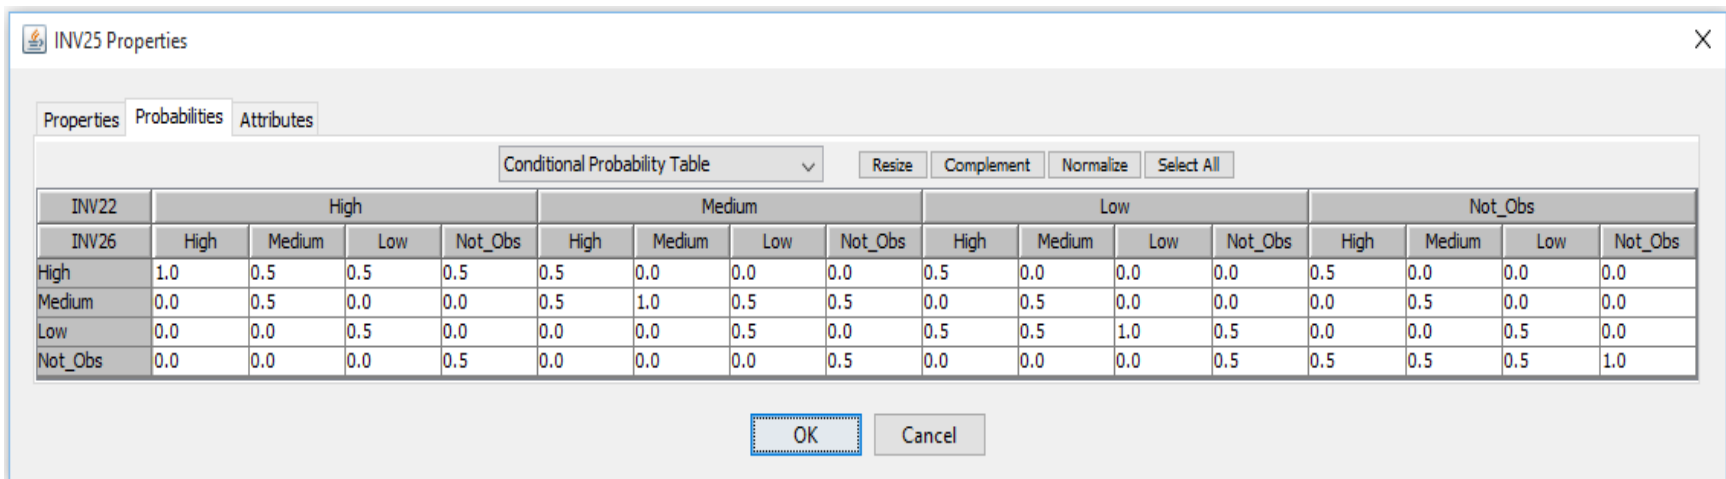 INV25 Properties
Properties Probabilities Attributes
Conditional Probability Table Resize Complement Normalize Select All
INV22 High Medium Low Not_Obs
INV26 High Medium Low Not_Obs High Medium Low Not_Obs High Medium Low Not_Obs High Medium Low Not_Obs
High 1.0 0.5 0.5 0.5 0.5 0.0 0.0 0.0 0.5 0.0 0.0 0.0 0.5 0.0 0.0 0.0
Medium 0.0 0.5 0.0 0.0 0.5 1.0 0.5 0.5 0.0 0.5 0.0 0.0 0.0 0.5 0.0 0.0
Low 0.0 0.0 0.5 0.0 0.0 0.0 0.5 0.0 0.5 0.5 1.0 0.5 0.0 0.0 0.5 0.0
Not_Obs 0.0 0.0 0.0 0.5 0.0 0.0 0.0 0.5 0.0 0.0 0.0 0.5 0.5 0.5 0.5 1.0
OK Cancel